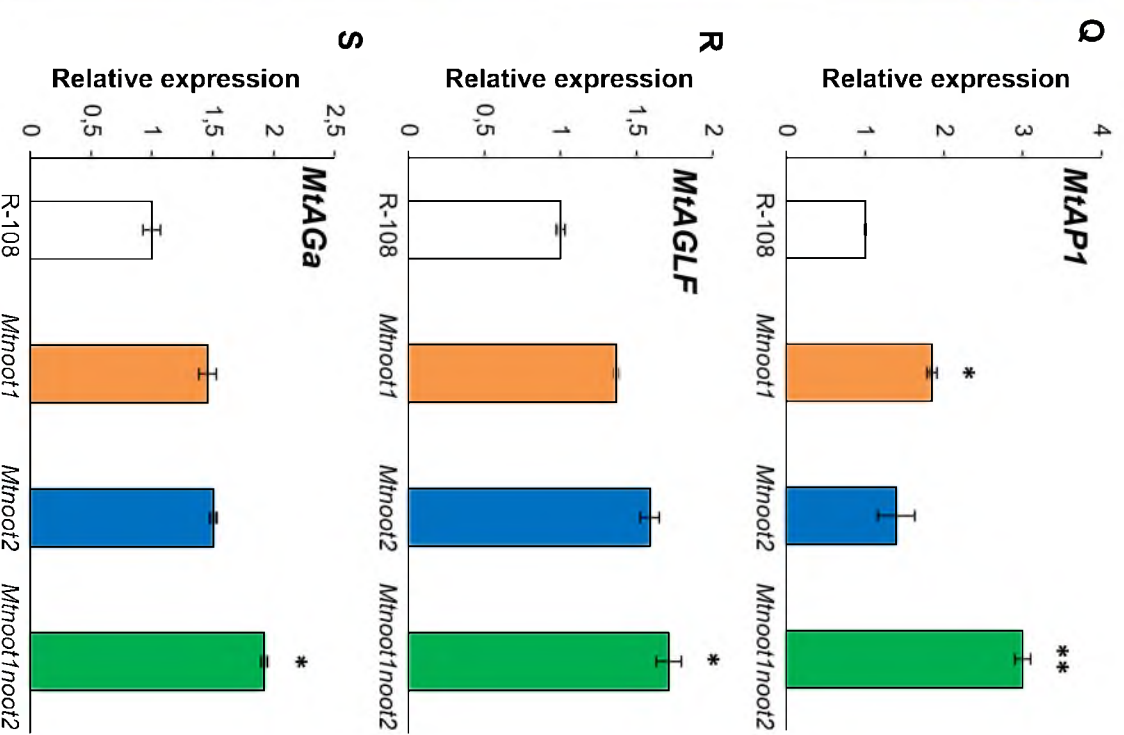 Q
MtAP1
Relative expression
4
3
2
1
0
*
**
R-108
Mtnoot1
Mtnoot2
Mtnoot1noot2
R
MtAGLF
Relative expression
2
1,5
1
0,5
0
*
R-108
Mtnoot1
Mtnoot2
Mtnoot1noot2
S
MtAGa
Relative expression
2,5
2
1,5
1
0,5
0
*
R-108
Mtnoot1
Mtnoot2
Mtnoot1noot2